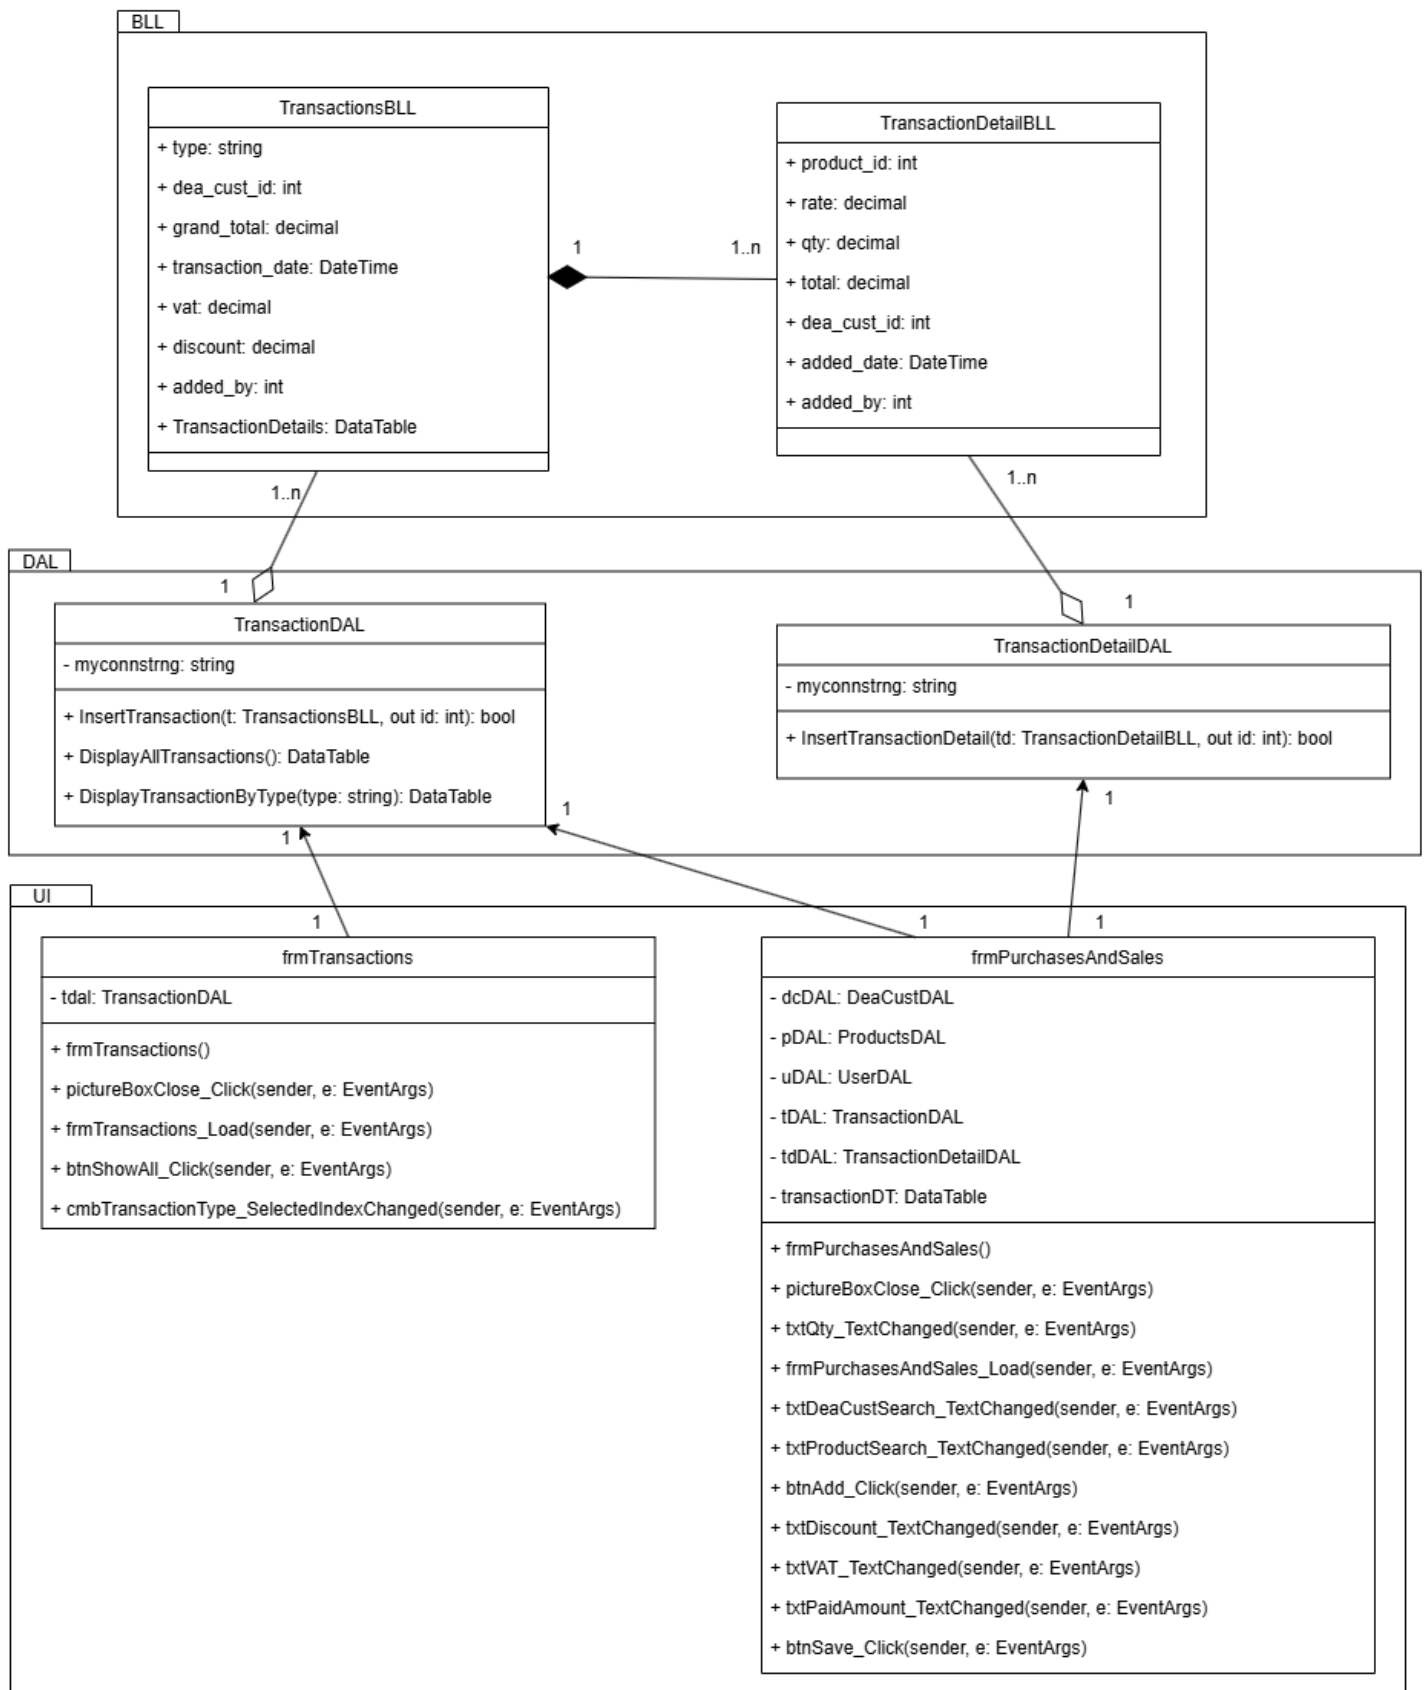 BLL
TransactionsBLL
+ type: string
+ dea_cust_id: int
+ grand_total: decimal
+ transaction_date: DateTime
+ vat: decimal
+ discount: decimal
+ added_by: int
+ TransactionDetails: DataTable
1
1..n
TransactionDetailBLL
+ product_id: int
+ rate: decimal
+ qty: decimal
+ total: decimal
+ dea_cust_id: int
+ added_date: DateTime
+ added_by: int
1..n
1..n
DAL
1
1
TransactionDAL
- myconnstrng: string
+ InsertTransaction(t: TransactionsBLL, out id: int): bool
+ DisplayAllTransactions(): DataTable
+ DisplayTransactionByType(type: string): DataTable
TransactionDetailDAL
- myconnstrng: string
+ InsertTransactionDetail(td: TransactionDetailBLL, out id: int): bool
1
1
1
UI
1
1
1
frmTransactions
- tdal: TransactionDAL
+ frmTransactions()
+ pictureBoxClose_Click(sender, e: EventArgs)
+ frmTransactions_Load(sender, e: EventArgs)
+ btnShowAll_Click(sender, e: EventArgs)
+ cmbTransactionType_SelectedIndexChanged(sender, e: EventArgs)
frmPurchasesAndSales
- dcDAL: DeaCustDAL
- pDAL: ProductsDAL
- uDAL: UserDAL
- tDAL: TransactionDAL
- tdDAL: TransactionDetailDAL
- transactionDT: DataTable
+ frmPurchasesAndSales()
+ pictureBoxClose_Click(sender, e: EventArgs)
+ txtQty_TextChanged(sender, e: EventArgs)
+ frmPurchasesAndSales_Load(sender, e: EventArgs)
+ txtDeaCustSearch_TextChanged(sender, e: EventArgs)
+ txtProductSearch_TextChanged(sender, e: EventArgs)
+ btnAdd_Click(sender, e: EventArgs)
+ txtDiscount_TextChanged(sender, e: EventArgs)
+ txtVAT_TextChanged(sender, e: EventArgs)
+ txtPaidAmount_TextChanged(sender, e: EventArgs)
+ btnSave_Click(sender, e: EventArgs)